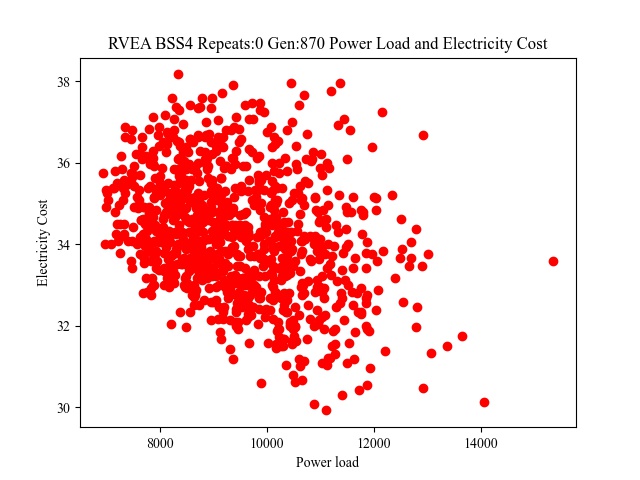 RVEA BSS4 Repeats:0 Gen:870 Power Load and Electricity Cost
38
36
34
32
30
Electricity Cost
8000 10000 12000 14000
Power load